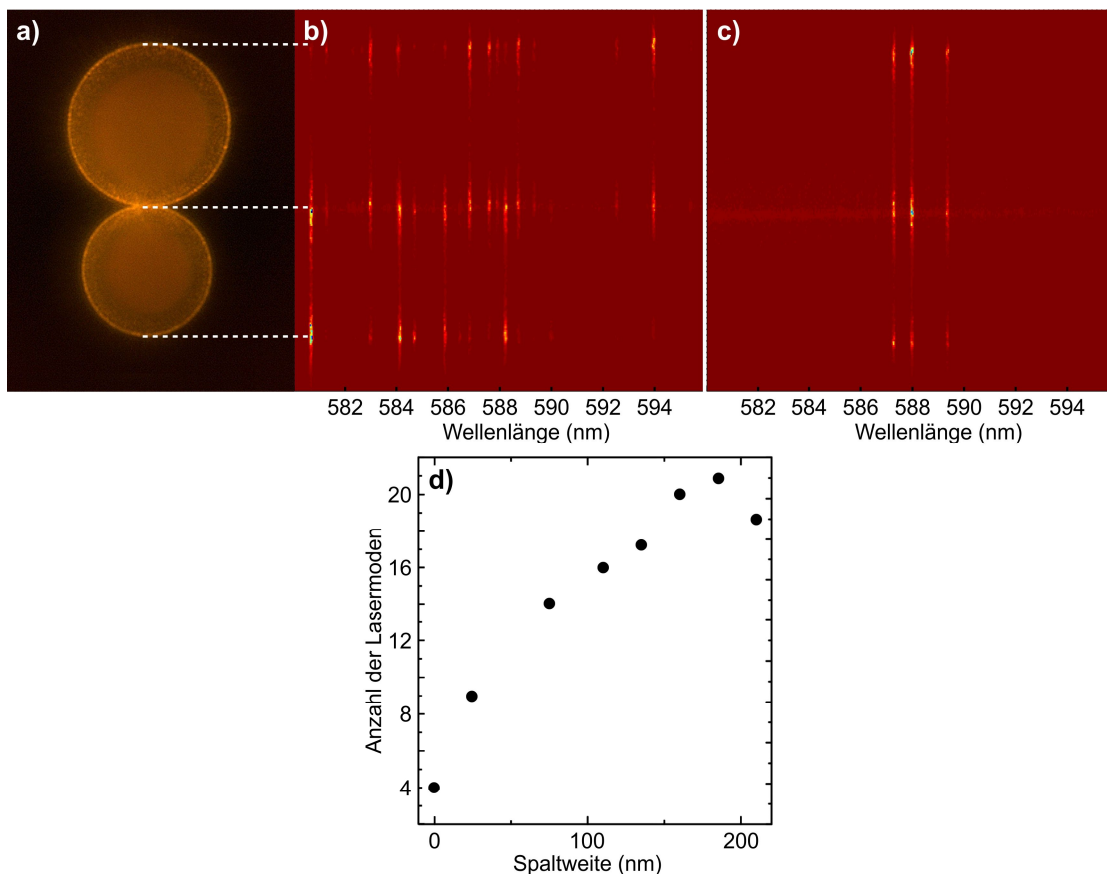 a)
b)
c)
582 584 586 588 590 592 594
Wellenlänge (nm)
582 584 586 588 590 592 594
Wellenlänge (nm)
d)
20
16
12
8
4
Anzahl der Lasermoden
0 100 200
Spaltweite (nm)